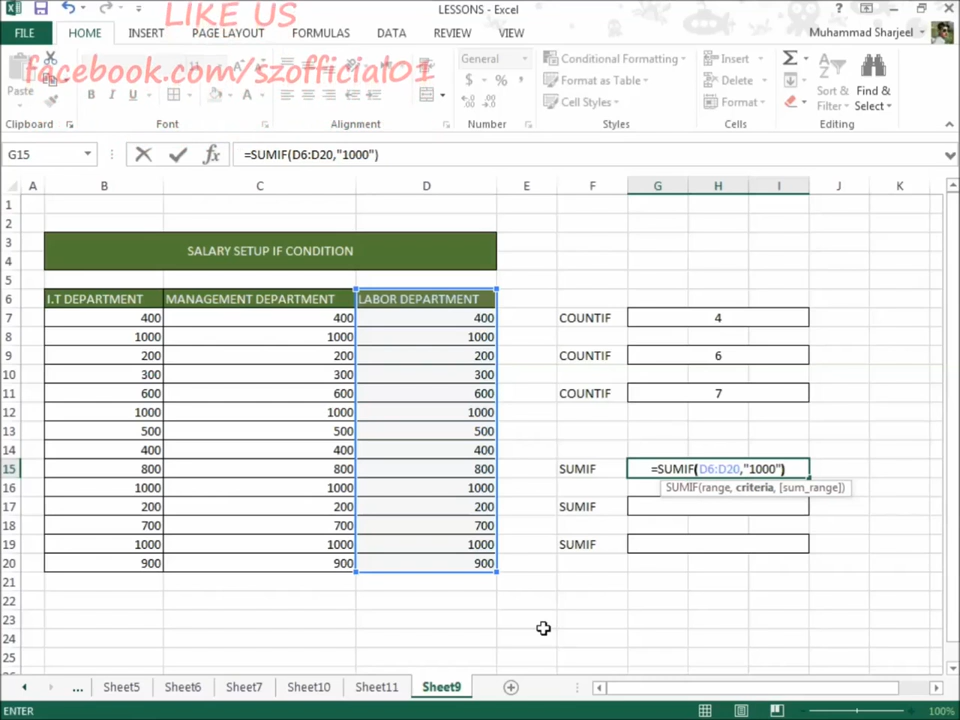 LIKE US
LESSONS - Excel
FILE HOME INSERT PAGE LAYOUT FORMULAS DATA REVIEW VIEW Muhammad Sharjeel
facebook.com/szofficial01
Paste
B I U A
General
$ % ,
Conditional Formatting
Format as Table
Cell Styles
Insert
Delete
Format
Sort & Filter
Find & Select
Clipboard Font Alignment Number Styles Cells Editing
G15 fx =SUMIF(D6:D20,"1000")
A B C D E F G H I J K
1
2
3
SALARY SETUP IF CONDITION
4
5
6 I.T DEPARTMENT MANAGEMENT DEPARTMENT LABOR DEPARTMENT
7 400 400 400 COUNTIF 4
8 1000 1000 1000
9 200 200 200 COUNTIF 6
10 300 300 300
11 600 600 600 COUNTIF 7
12 1000 1000 1000
13 500 500 500
14 400 400 400
15 800 800 800 SUMIF =SUMIF(D6:D20,"1000")
16 1000 1000 1000 SUMIF(range, criteria, [sum_range])
17 200 200 200 SUMIF
18 700 700 700
19 1000 1000 1000 SUMIF
20 900 900 900
21
22
23
24
25
... Sheet5 Sheet6 Sheet7 Sheet10 Sheet11 Sheet9
ENTER 100%